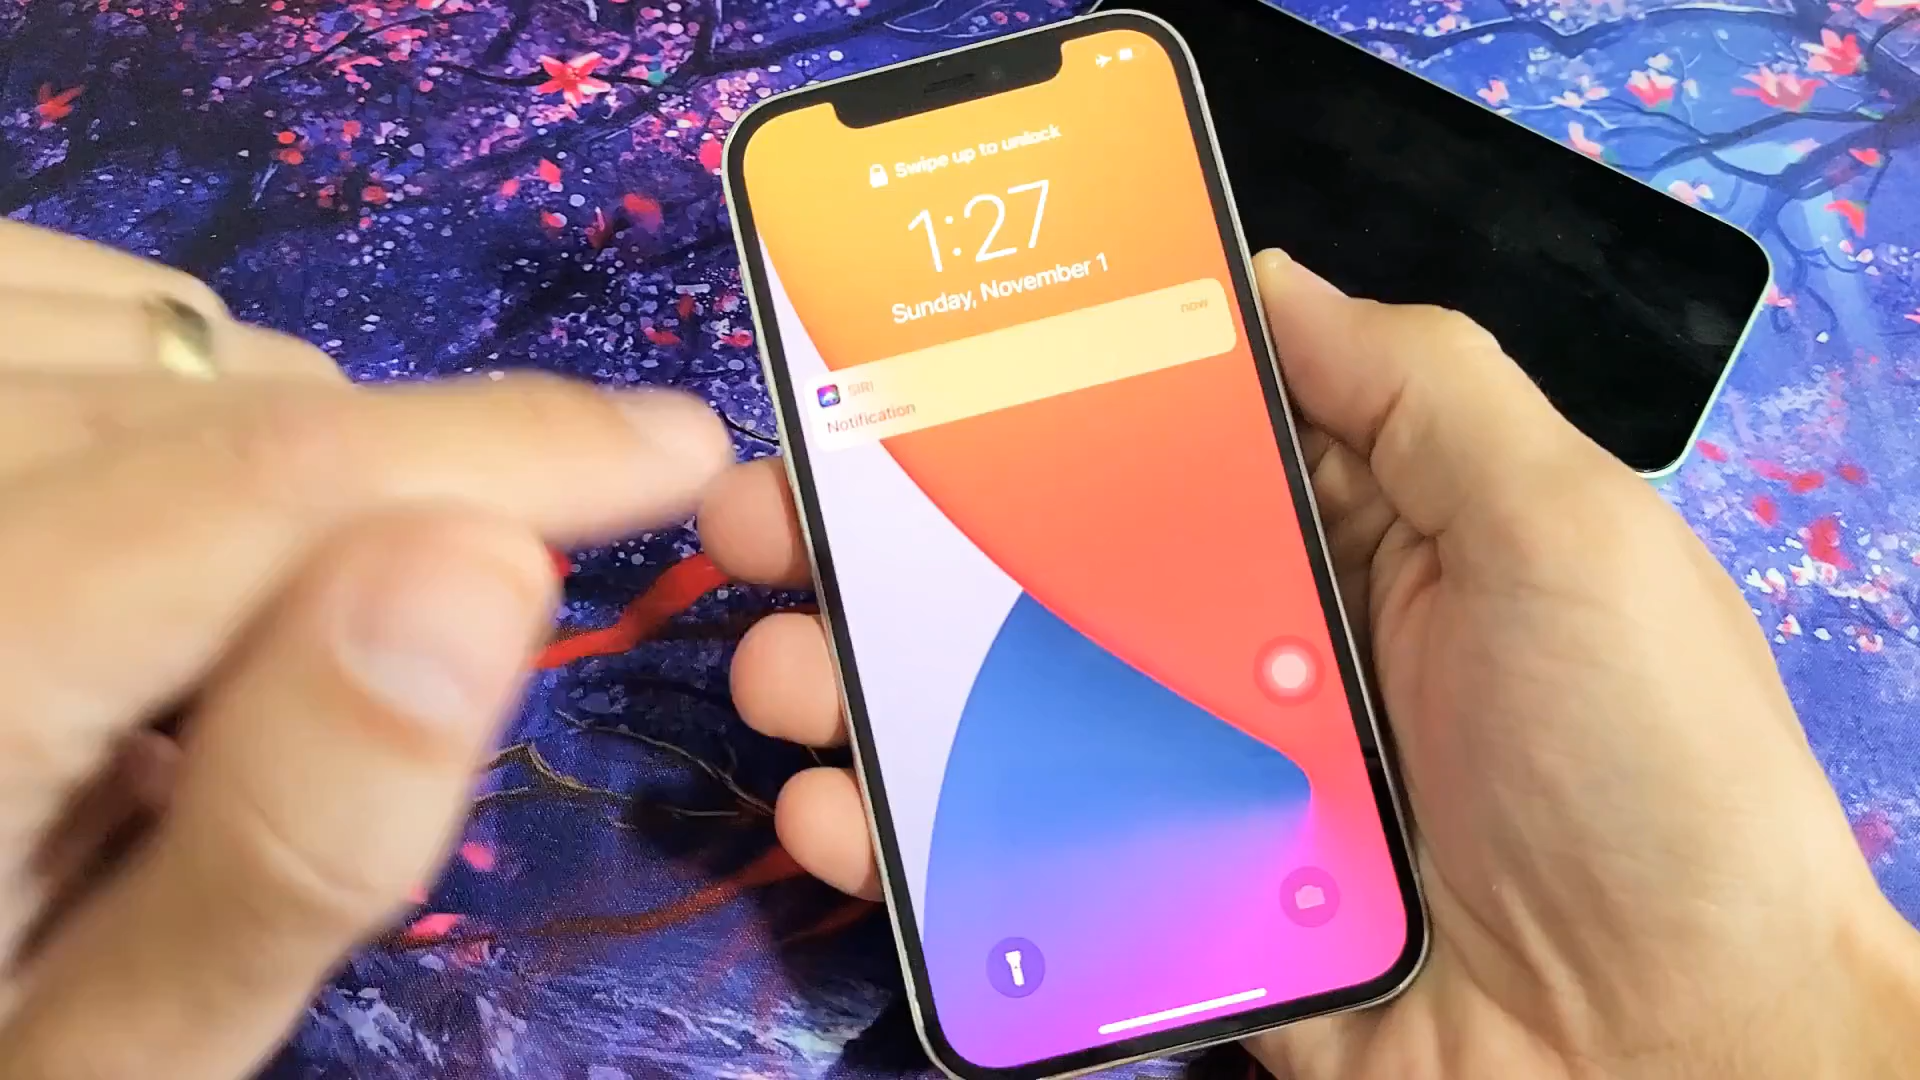 Swipe up to unlock
1:27
Sunday, November 1
now
SIRI
Notification